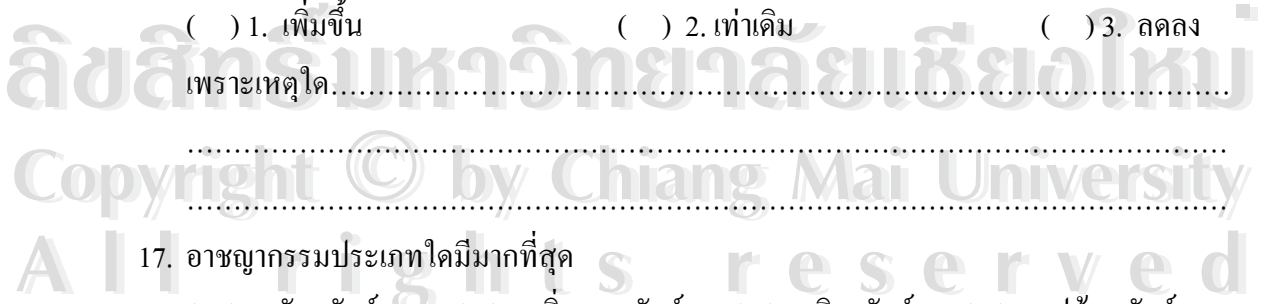 (    ) 1. เพิ่มขึ้น                    (    ) 2. เท่าเดิม                    (    ) 3. ลดลง
เพราะเหตุใด..........................................................................................
ลิขสิทธิ์มหาวิทยาลัยเชียงใหม่
..........................................................................................
Copyright © by Chiang Mai University
..........................................................................................
17. อาชญากรรมประเภทใดมีมากที่สุด
All rights reserved